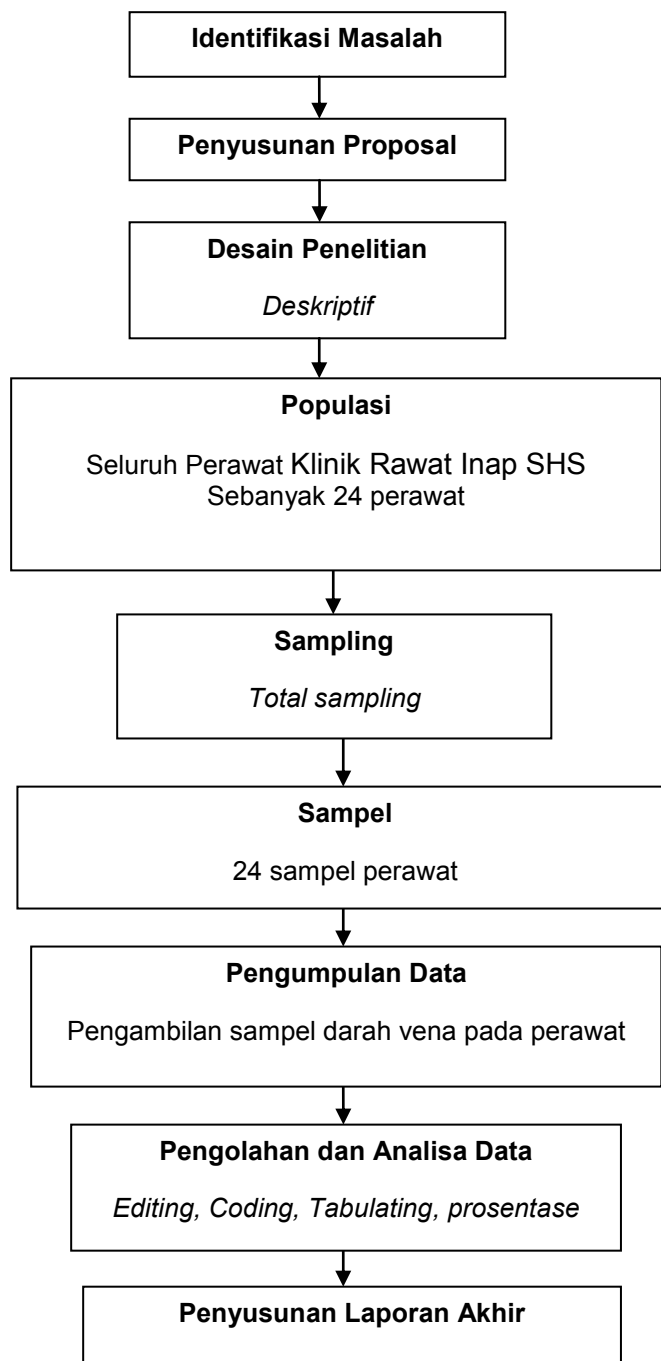 Identifikasi Masalah
Penyusunan Proposal
Desain Penelitian
Deskriptif
Populasi
Seluruh Perawat Klinik Rawat Inap SHS
Sebanyak 24 perawat
Sampling
Total sampling
Sampel
24 sampel perawat
Pengumpulan Data
Pengambilan sampel darah vena pada perawat
Pengolahan dan Analisa Data
Editing, Coding, Tabulating, prosentase
Penyusunan Laporan Akhir